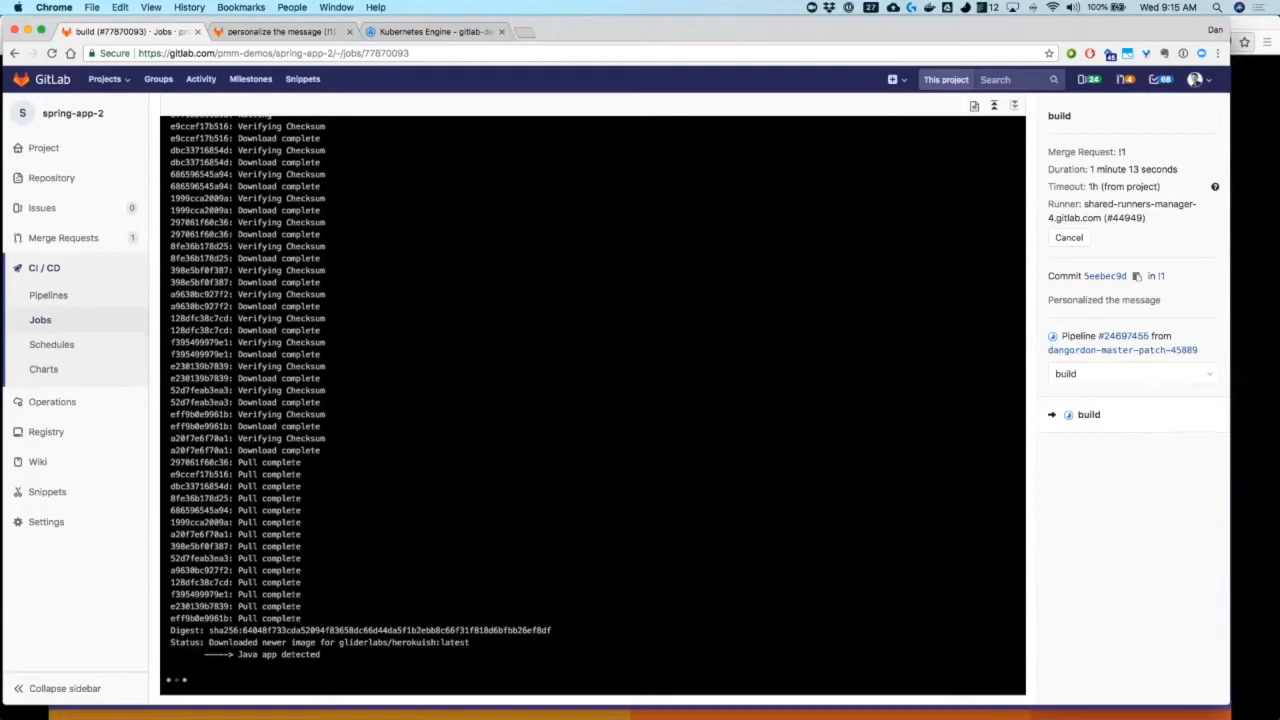 Chrome File Edit View History Bookmarks People Window Help 27 12 100% Wed 9:15 AM
build (#77870093) · Jobs · pm personalize the message (!1) Kubernetes Engine - gitlab-de Dan
Secure https://gitlab.com/pmm-demos/spring-app-2/-/jobs/77870093
GitLab Projects Groups Activity Milestones Snippets This project Search 24 4 68
S spring-app-2
Project
Repository
Issues 0
Merge Requests 1
CI / CD
Pipelines
Jobs
Schedules
Charts
Operations
Registry
Wiki
Snippets
Settings
Collapse sidebar
e9ccef17b516: Verifying Checksum
e9ccef17b516: Download complete
dbc33716854d: Verifying Checksum
dbc33716854d: Download complete
686596545a94: Verifying Checksum
686596545a94: Download complete
1999cca2009a: Verifying Checksum
1999cca2009a: Download complete
297061f60c36: Verifying Checksum
297061f60c36: Download complete
8fe36b178d25: Verifying Checksum
8fe36b178d25: Download complete
398e5bf0f387: Verifying Checksum
398e5bf0f387: Download complete
a9630bc927f2: Verifying Checksum
a9630bc927f2: Download complete
128dfc38c7cd: Verifying Checksum
128dfc38c7cd: Download complete
f395499979e1: Verifying Checksum
f395499979e1: Download complete
e230139b7839: Verifying Checksum
e230139b7839: Download complete
52d7feab3ea3: Verifying Checksum
52d7feab3ea3: Download complete
eff9b0e9961b: Verifying Checksum
eff9b0e9961b: Download complete
a20f7e6f70a1: Verifying Checksum
a20f7e6f70a1: Download complete
297061f60c36: Pull complete
e9ccef17b516: Pull complete
dbc33716854d: Pull complete
8fe36b178d25: Pull complete
686596545a94: Pull complete
1999cca2009a: Pull complete
a20f7e6f70a1: Pull complete
398e5bf0f387: Pull complete
52d7feab3ea3: Pull complete
a9630bc927f2: Pull complete
128dfc38c7cd: Pull complete
f395499979e1: Pull complete
e230139b7839: Pull complete
eff9b0e9961b: Pull complete
Digest: sha256:64048f733cda52094f83658dc66d44da5f1b2ebb8c66f31f818d6bfbb26ef8df
Status: Downloaded newer image for gliderlabs/herokuish:latest
-----> Java app detected
build
Merge Request: !1
Duration: 1 minute 13 seconds
Timeout: 1h (from project)
Runner: shared-runners-manager-
4.gitlab.com (#44949)
Cancel
Commit 5eebec9d in !1
Personalized the message
Pipeline #24697455 from
dangordon-master-patch-45889
build
build